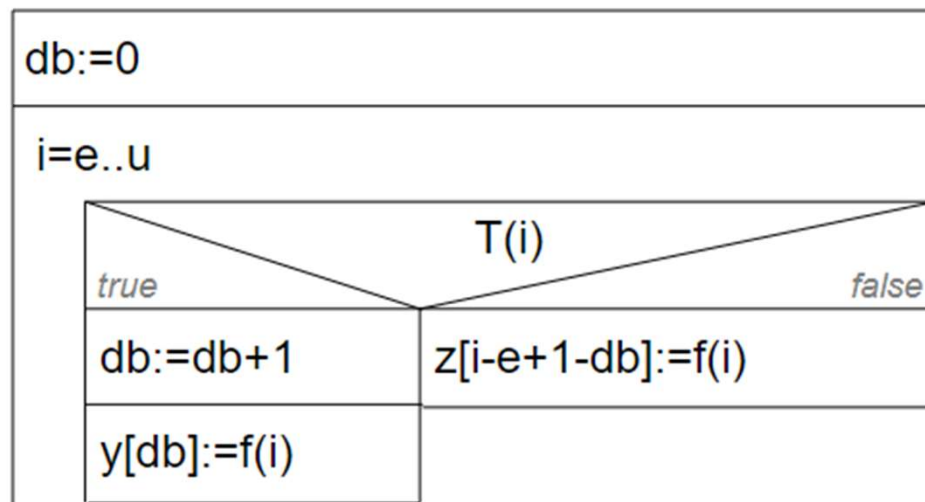 db:=0
i=e..u
T(i)
true false
db:=db+1 z[i-e+1-db]:=f(i)
y[db]:=f(i)